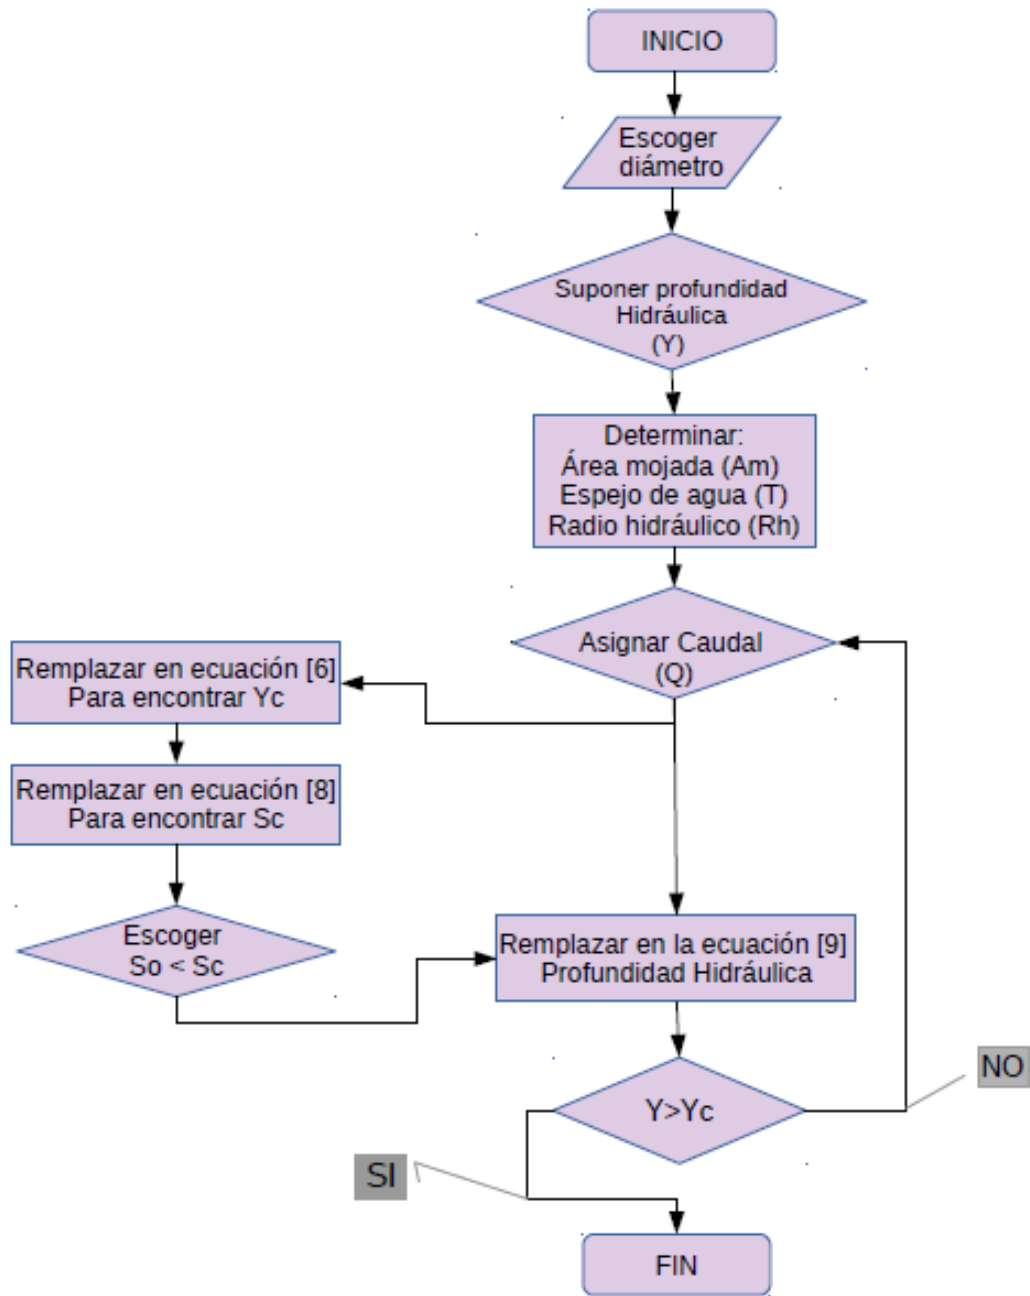 INICIO
Escoger
diámetro
Suponer profundidad
Hidráulica
(Y)
Determinar:
Área mojada (Am)
Espejo de agua (T)
Radio hidráulico (Rh)
Asignar Caudal
(Q)
Remplazar en ecuación [6]
Para encontrar Yc
Remplazar en ecuación [8]
Para encontrar Sc
Escoger
So < Sc
Remplazar en la ecuación [9]
Profundidad Hidráulica
Y>Yc
NO
SI
FIN